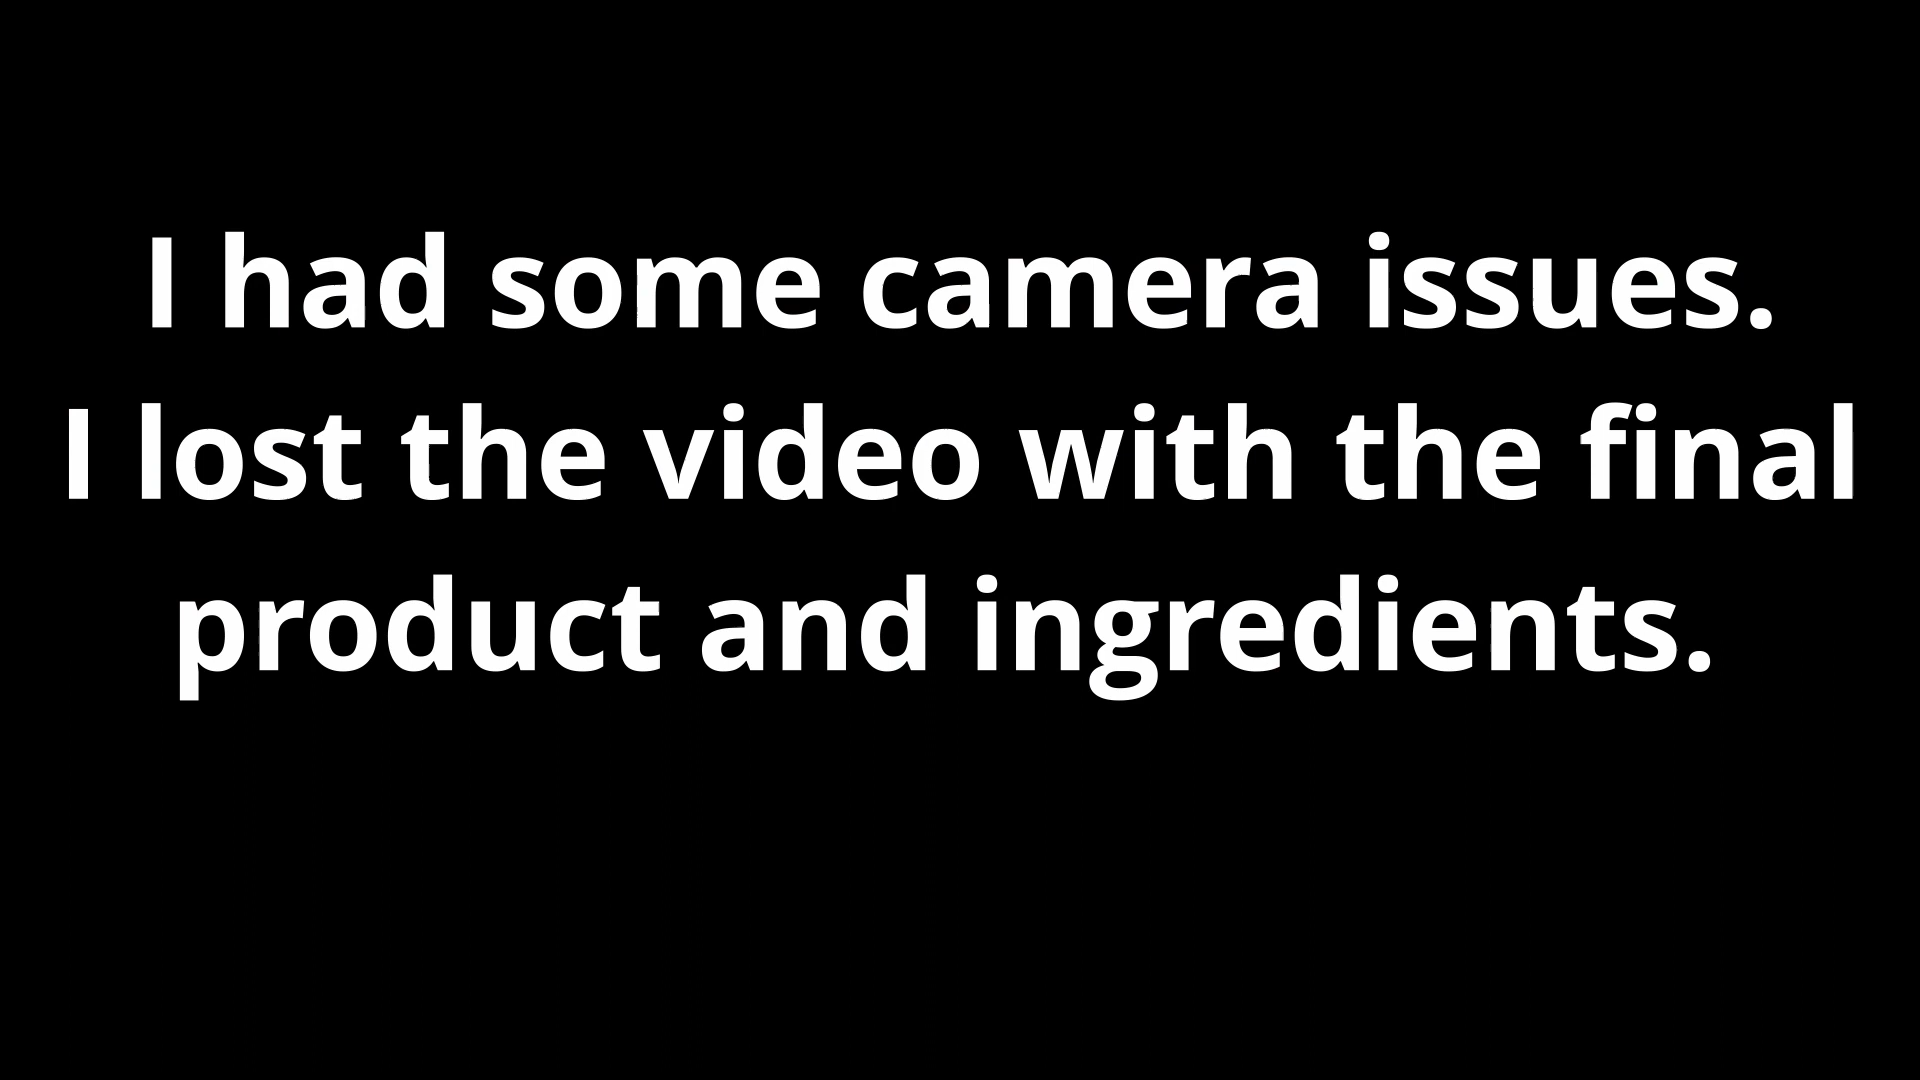 I had some camera issues.
I lost the video with the final
product and ingredients.